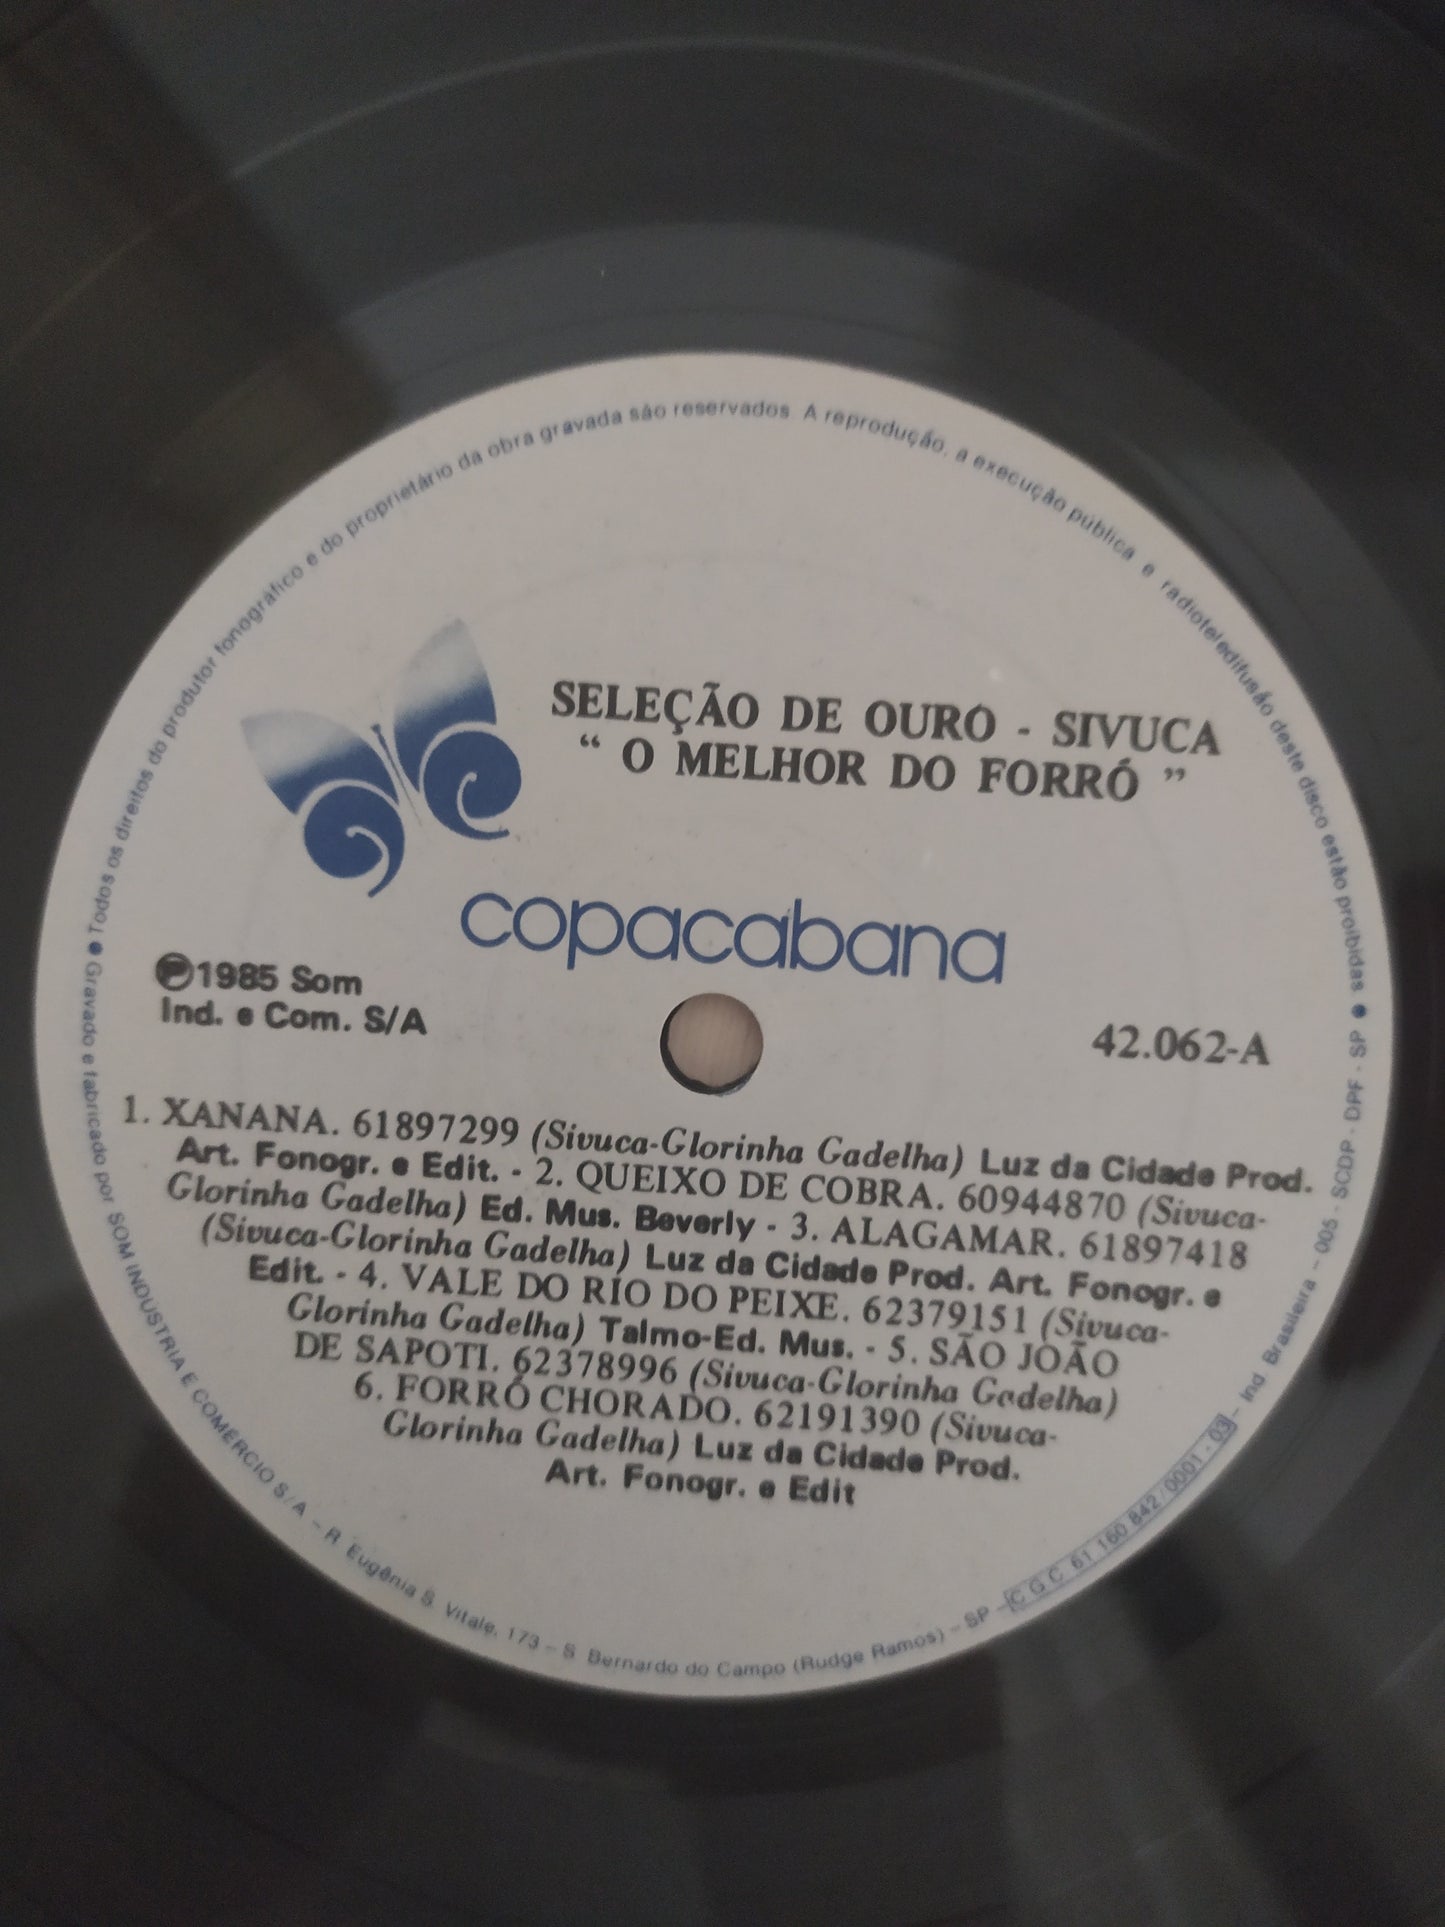 SELEÇÃO DE OURO - SIVUCA
“ O MELHOR DO FORRÓ ”
copacabana
Ⓟ1985 Som
Ind. e Com. S/A
42.062-A
1. XANANA. 61897299 (Sivuca-Glorinha Gadelha) Luz da Cidade Prod.
Art. Fonogr. e Edit. - 2. QUEIXO DE COBRA. 60944870 (Sivuca-
Glorinha Gadelha) Ed. Mus. Beverly - 3. ALAGAMAR. 61897418
(Sivuca-Glorinha Gadelha) Luz da Cidade Prod. Art. Fonogr. e
Edit. - 4. VALE DO RIO DO PEIXE. 62379151 (Sivuca-
Glorinha Gadelha) Talmo-Ed. Mus. - 5. SÃO JOÃO
DE SAPOTI. 62378996 (Sivuca-Glorinha Gadelha)
6. FORRÓ CHORADO. 62191390 (Sivuca-
Glorinha Gadelha) Luz da Cidade Prod.
Art. Fonogr. e Edit
● Todos os direitos do produtor fonográfico e do proprietário da obra gravada são reservados. A reprodução, a execução pública e radioteledifusão deste disco estão proibidas ●
Gravado e fabricado por SOM INDUSTRIA E COMÉRCIO S/A – R. Eugênia S. Vitale, 173 – S. Bernardo do Campo (Rudge Ramos) – SP – C G C 61 160 842/0001 - 03 – Ind Brasileira – 005 - SCDP - DPF - SP